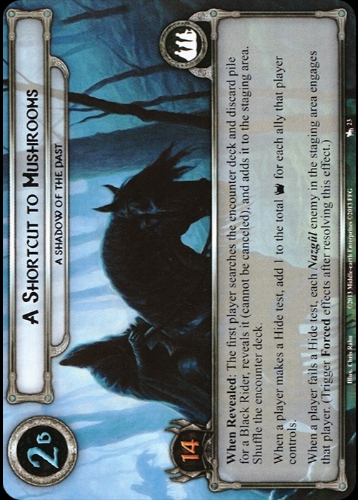 2B
A Shortcut to Mushrooms
A Shadow of the Past
14
When Revealed: The first player searches the encounter deck and discard pile
for a Black Rider, reveals it (cannot be canceled), and adds it to the staging area.
Shuffle the encounter deck.
When a player makes a Hide test, add 1 to the total for each ally that player
controls.
When a player fails a Hide test, each Nazgûl enemy in the staging area engages
that player. (Trigger Forced effects after resolving this effect.)
Illus. Chris Rahn ©2013 Middle-earth Enterprises ©2013 FFG 23